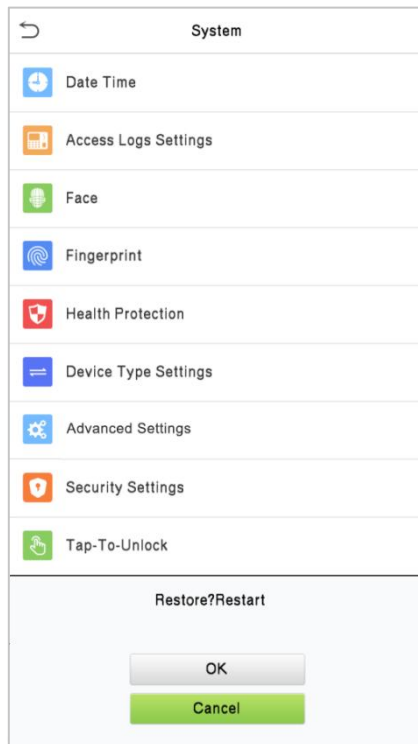 System
Date Time
Access Logs Settings
Face
Fingerprint
Health Protection
Device Type Settings
Advanced Settings
Security Settings
Tap-To-Unlock
Restore?Restart
OK
Cancel